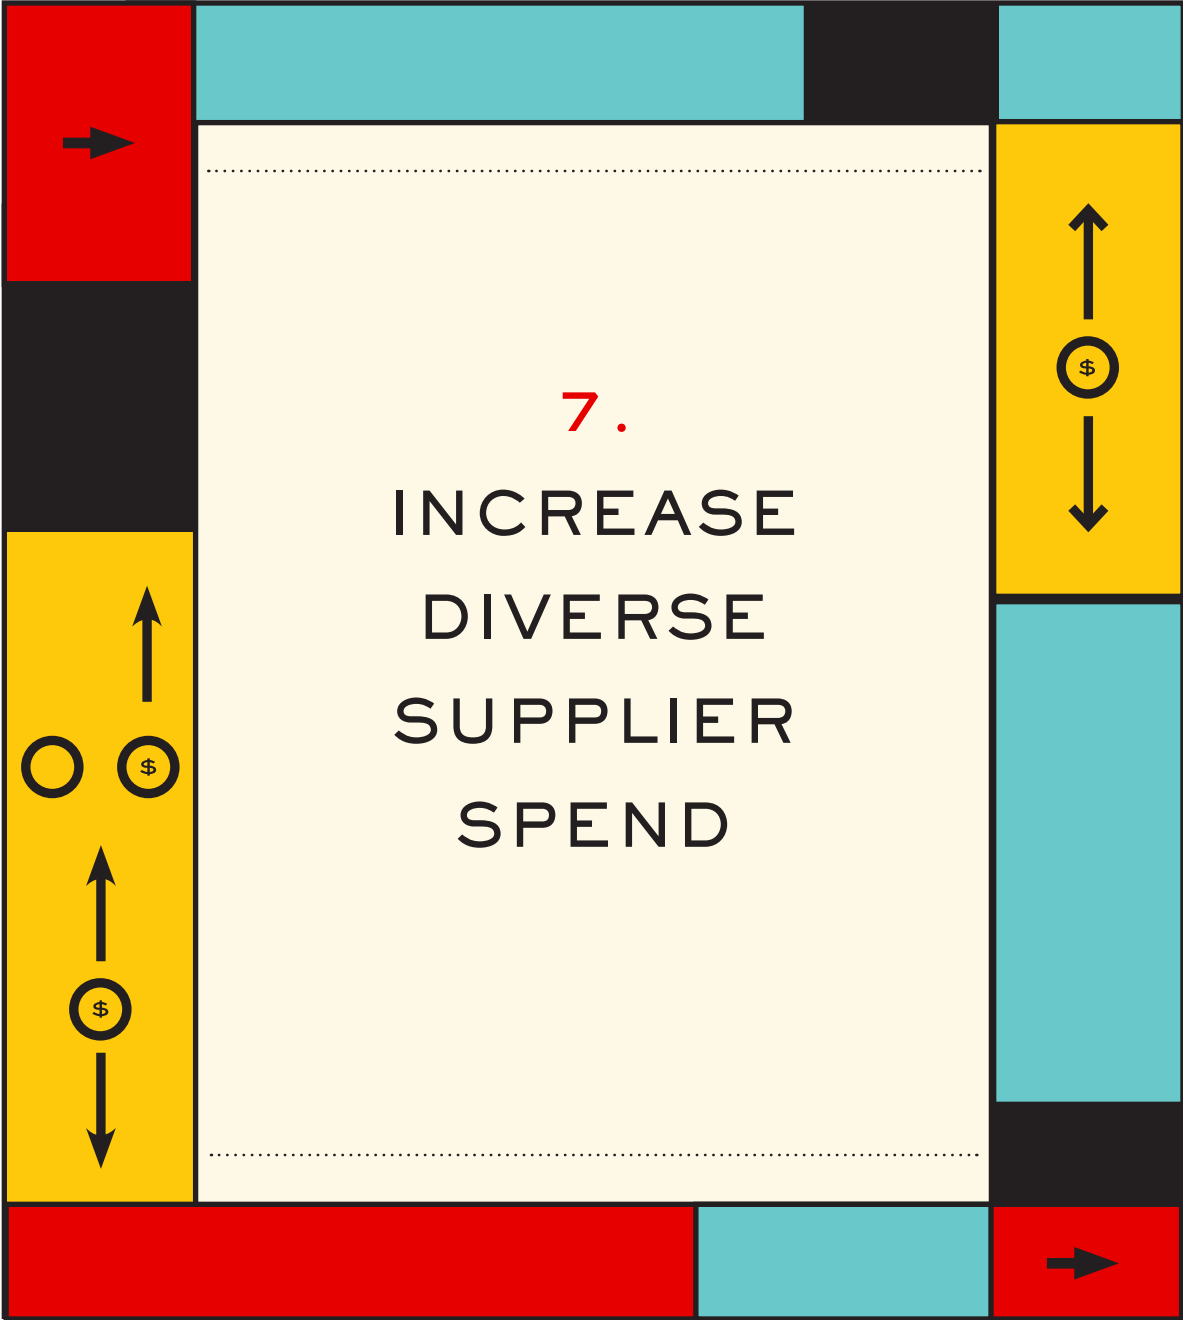 $
7.
INCREASE
DIVERSE
SUPPLIER
SPEND
$
$